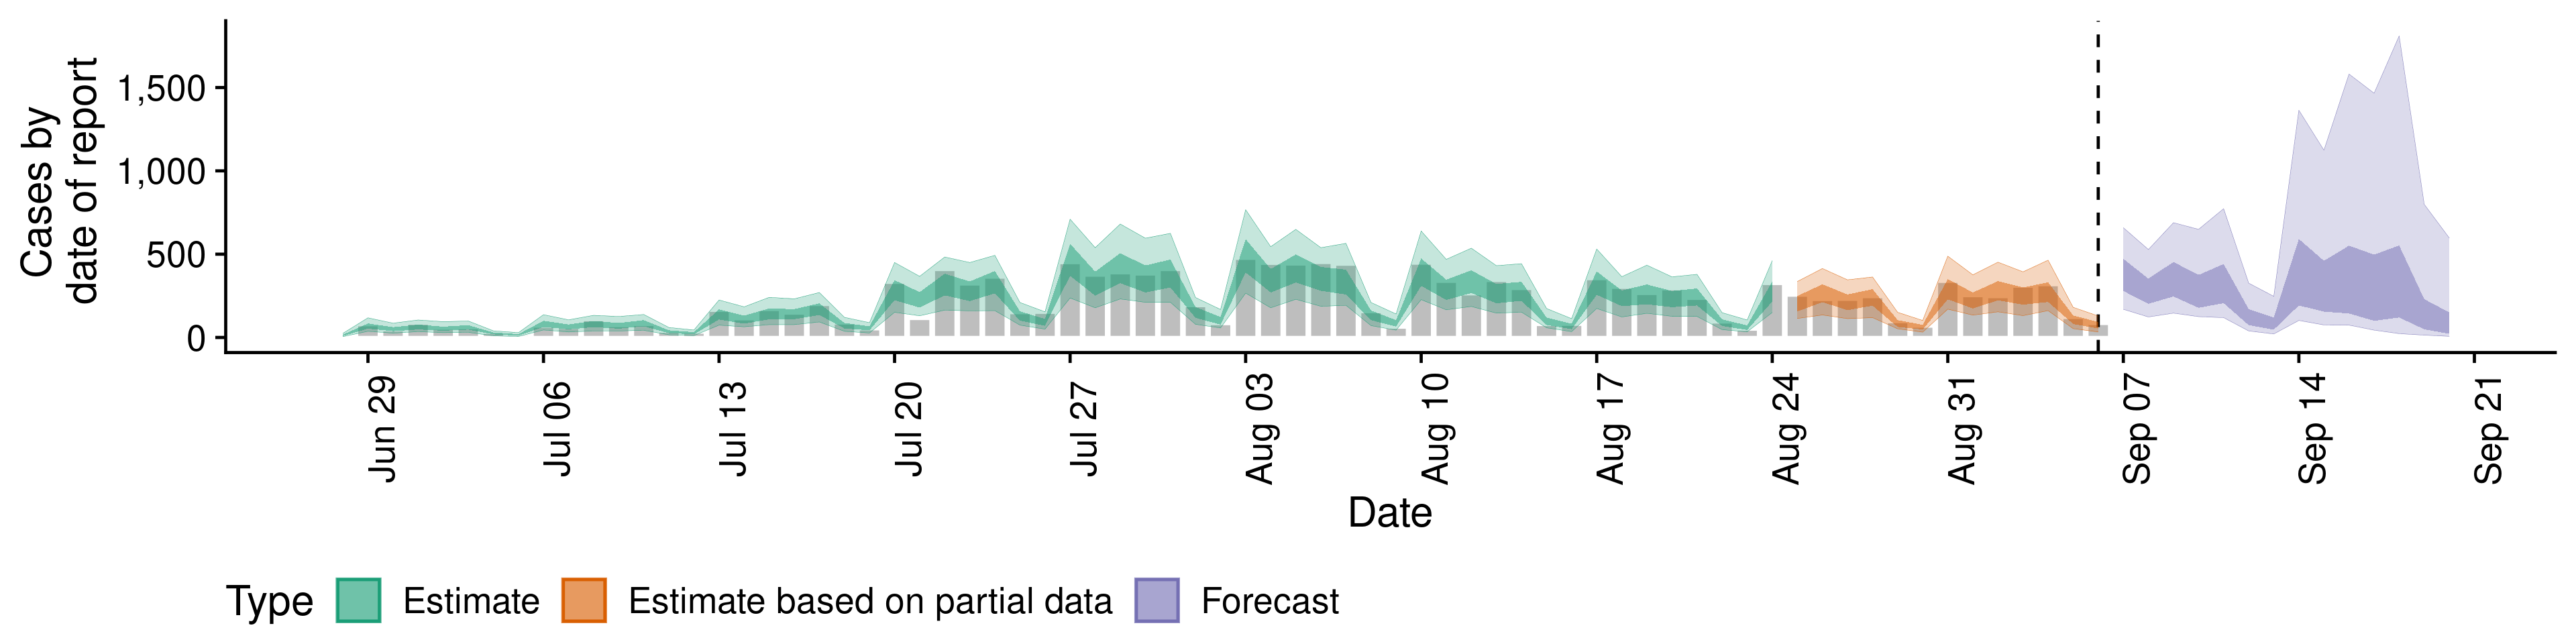 Cases by
date of report
1,500
1,000
500
0
Jun 29
Jul 06
Jul 13
Jul 20
Jul 27
Aug 03
Aug 10
Aug 17
Aug 24
Aug 31
Sep 07
Sep 14
Sep 21
Date
Type Estimate Estimate based on partial data Forecast